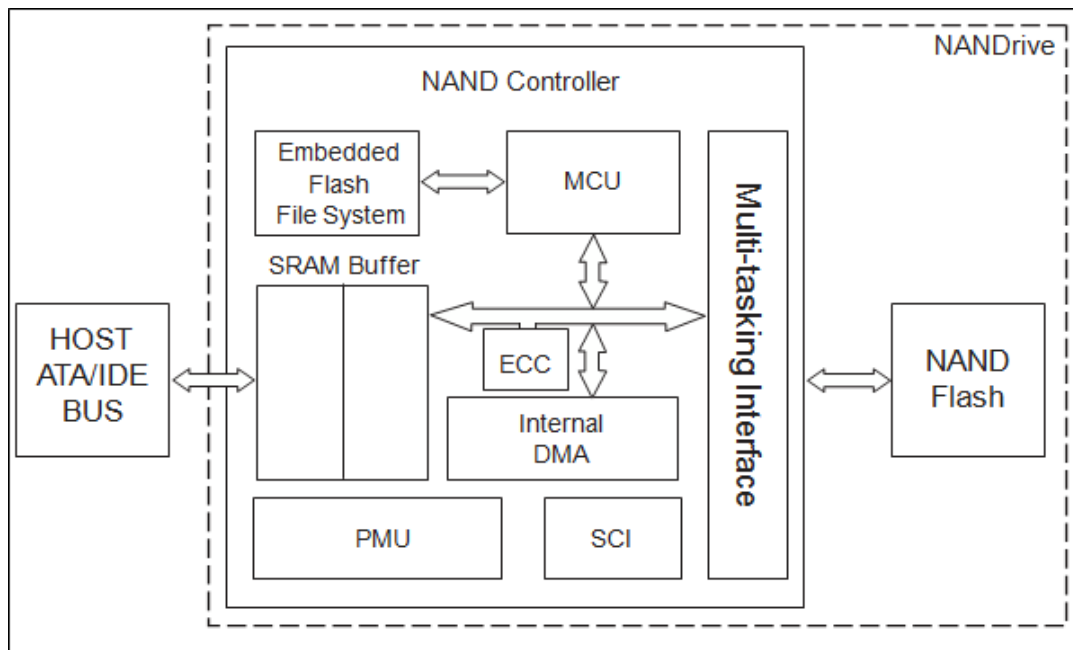 NANDrive
NAND Controller
Embedded
Flash
File System
MCU
Multi-tasking Interface
SRAM Buffer
HOST
ATA/IDE
BUS
ECC
NAND
Flash
Internal
DMA
PMU
SCI